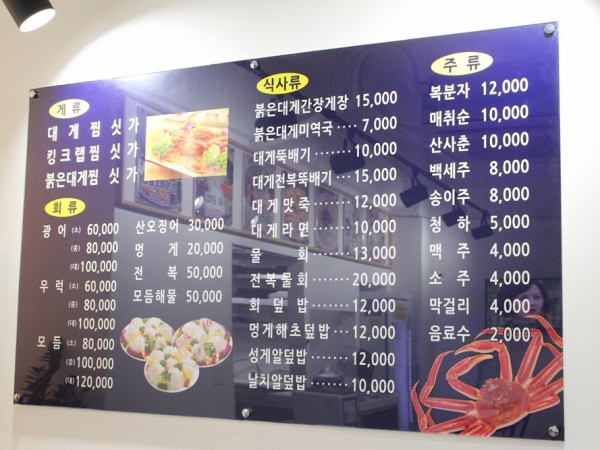 게류
대게찜 싯가
킹크랩찜 싯가
붉은대게찜 싯가
회류
광어 (소) 60,000
(중) 80,000
(대) 100,000
우럭 (소) 60,000
(중) 80,000
(대) 100,000
모듬 (소) 80,000
(중) 100,000
(대) 120,000
산오징어 30,000
멍게 20,000
전복 50,000
모듬해물 50,000
식사류
붉은대게간장게장 15,000
붉은대게미역국 ···· 7,000
대게뚝배기 ······· 10,000
대게전복뚝배기 ···· 15,000
대게맛죽 ······· 12,000
대게라면 ······· 10,000
물회 ······· 13,000
전복물회 ······· 20,000
회덮밥 ······· 12,000
멍게해초덮밥 ···· 12,000
성게알덮밥 ······· 12,000
날치알덮밥 ······· 10,000
주류
복분자 12,000
매취순 10,000
산사춘 10,000
백세주 8,000
송이주 8,000
청하 5,000
맥주 4,000
소주 4,000
막걸리 4,000
음료수 2,000